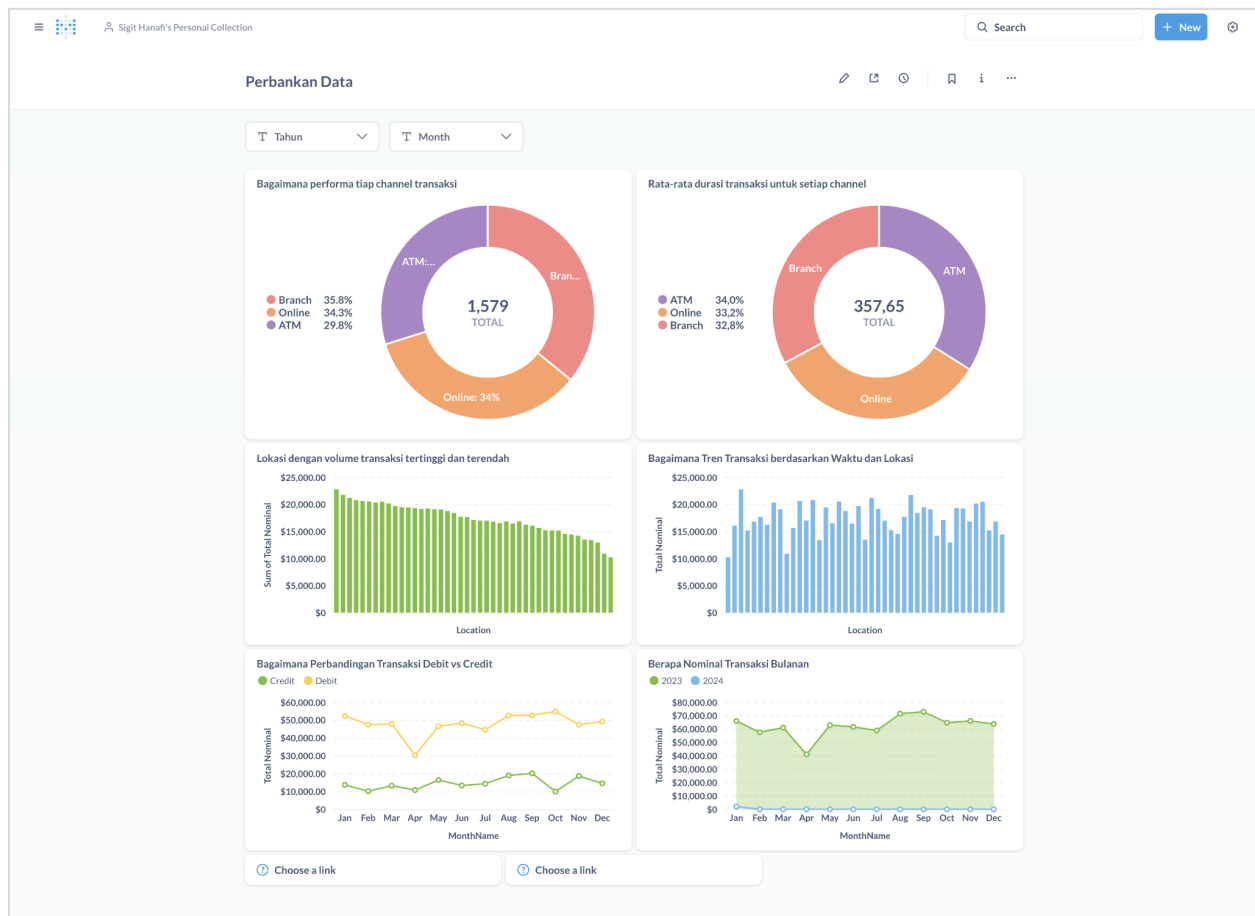 Sigit Hanafi's Personal Collection
Search
+ New
Perbankan Data
Tahun
Month
Bagaimana performa tiap channel transaksi
Branch 35.8%
Online 34.3%
ATM 29.8%
ATM:...
Bran...
Online: 34%
1,579
TOTAL
Rata-rata durasi transaksi untuk setiap channel
ATM 34,0%
Online 33,2%
Branch 32,8%
Branch
ATM
Online
357,65
TOTAL
Lokasi dengan volume transaksi tertinggi dan terendah
Sum of Total Nominal
$25,000.00
$20,000.00
$15,000.00
$10,000.00
$5,000.00
$0
Location
Bagaimana Tren Transaksi berdasarkan Waktu dan Lokasi
Total Nominal
$25,000.00
$20,000.00
$15,000.00
$10,000.00
$5,000.00
$0
Location
Bagaimana Perbandingan Transaksi Debit vs Credit
Credit Debit
Total Nominal
$60,000.00
$50,000.00
$40,000.00
$30,000.00
$20,000.00
$10,000.00
$0
Jan Feb Mar Apr May Jun Jul Aug Sep Oct Nov Dec
MonthName
Berapa Nominal Transaksi Bulanan
2023 2024
Total Nominal
$80,000.00
$70,000.00
$60,000.00
$50,000.00
$40,000.00
$30,000.00
$20,000.00
$10,000.00
$0
Jan Feb Mar Apr May Jun Jul Aug Sep Oct Nov Dec
MonthName
Choose a link
Choose a link